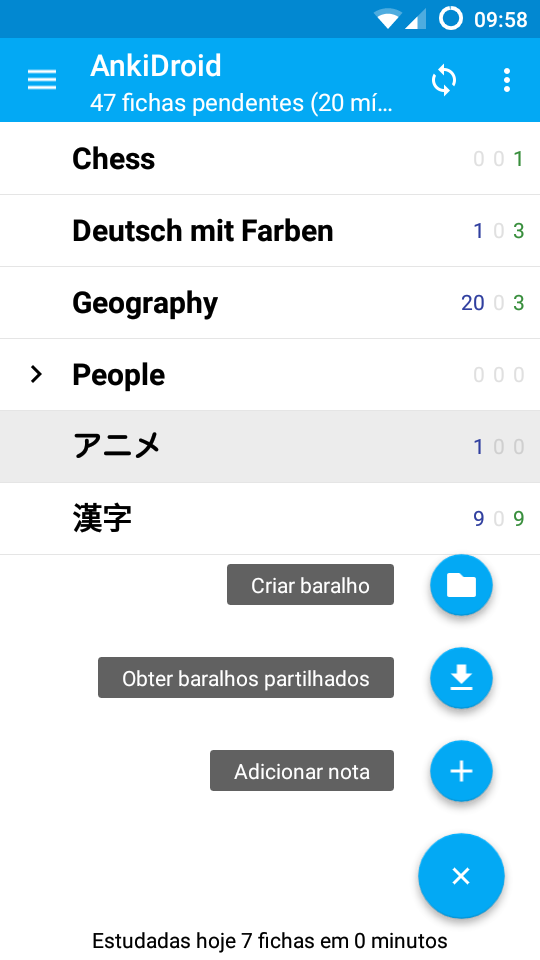 09:58
AnkiDroid
47 fichas pendentes (20 mí…
Chess 0 0 1
Deutsch mit Farben 1 0 3
Geography 20 0 3
People 0 0 0
アニメ 1 0 0
漢字 9 0 9
Criar baralho
Obter baralhos partilhados
Adicionar nota
Estudadas hoje 7 fichas em 0 minutos